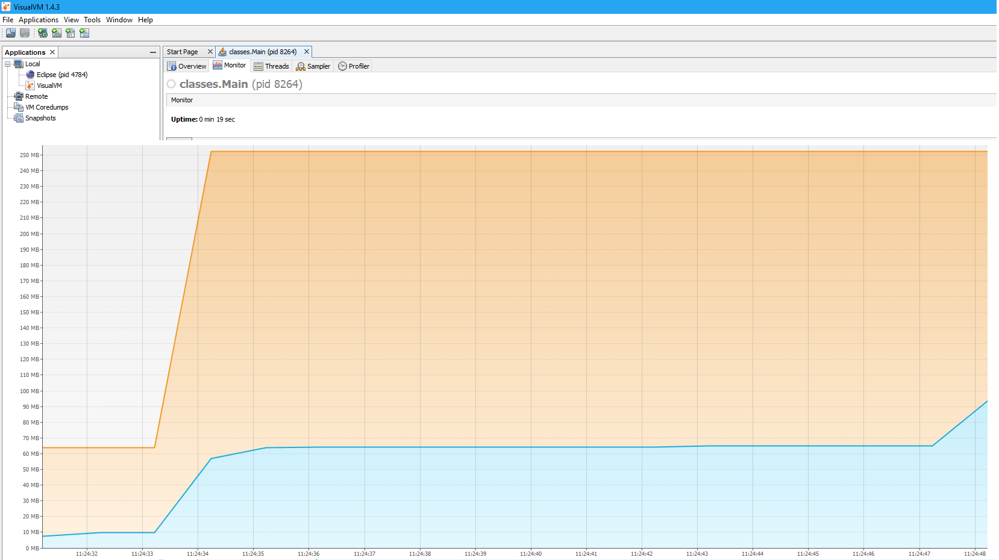 VisualVM 1.4.3
File Applications View Tools Window Help
Applications
Local
Eclipse (pid 4784)
VisualVM
Remote
VM Coredumps
Snapshots
Start Page classes.Main (pid 8264)
Overview Monitor Threads Sampler Profiler
classes.Main (pid 8264)
Monitor
Uptime: 0 min 19 sec
250 MB
240 MB
230 MB
220 MB
210 MB
200 MB
190 MB
180 MB
170 MB
160 MB
150 MB
140 MB
130 MB
120 MB
110 MB
100 MB
90 MB
80 MB
70 MB
60 MB
50 MB
40 MB
30 MB
20 MB
10 MB
0 MB
11:24:32 11:24:33 11:24:34 11:24:35 11:24:36 11:24:37 11:24:38 11:24:39 11:24:40 11:24:41 11:24:42 11:24:43 11:24:44 11:24:45 11:24:46 11:24:47 11:24:48